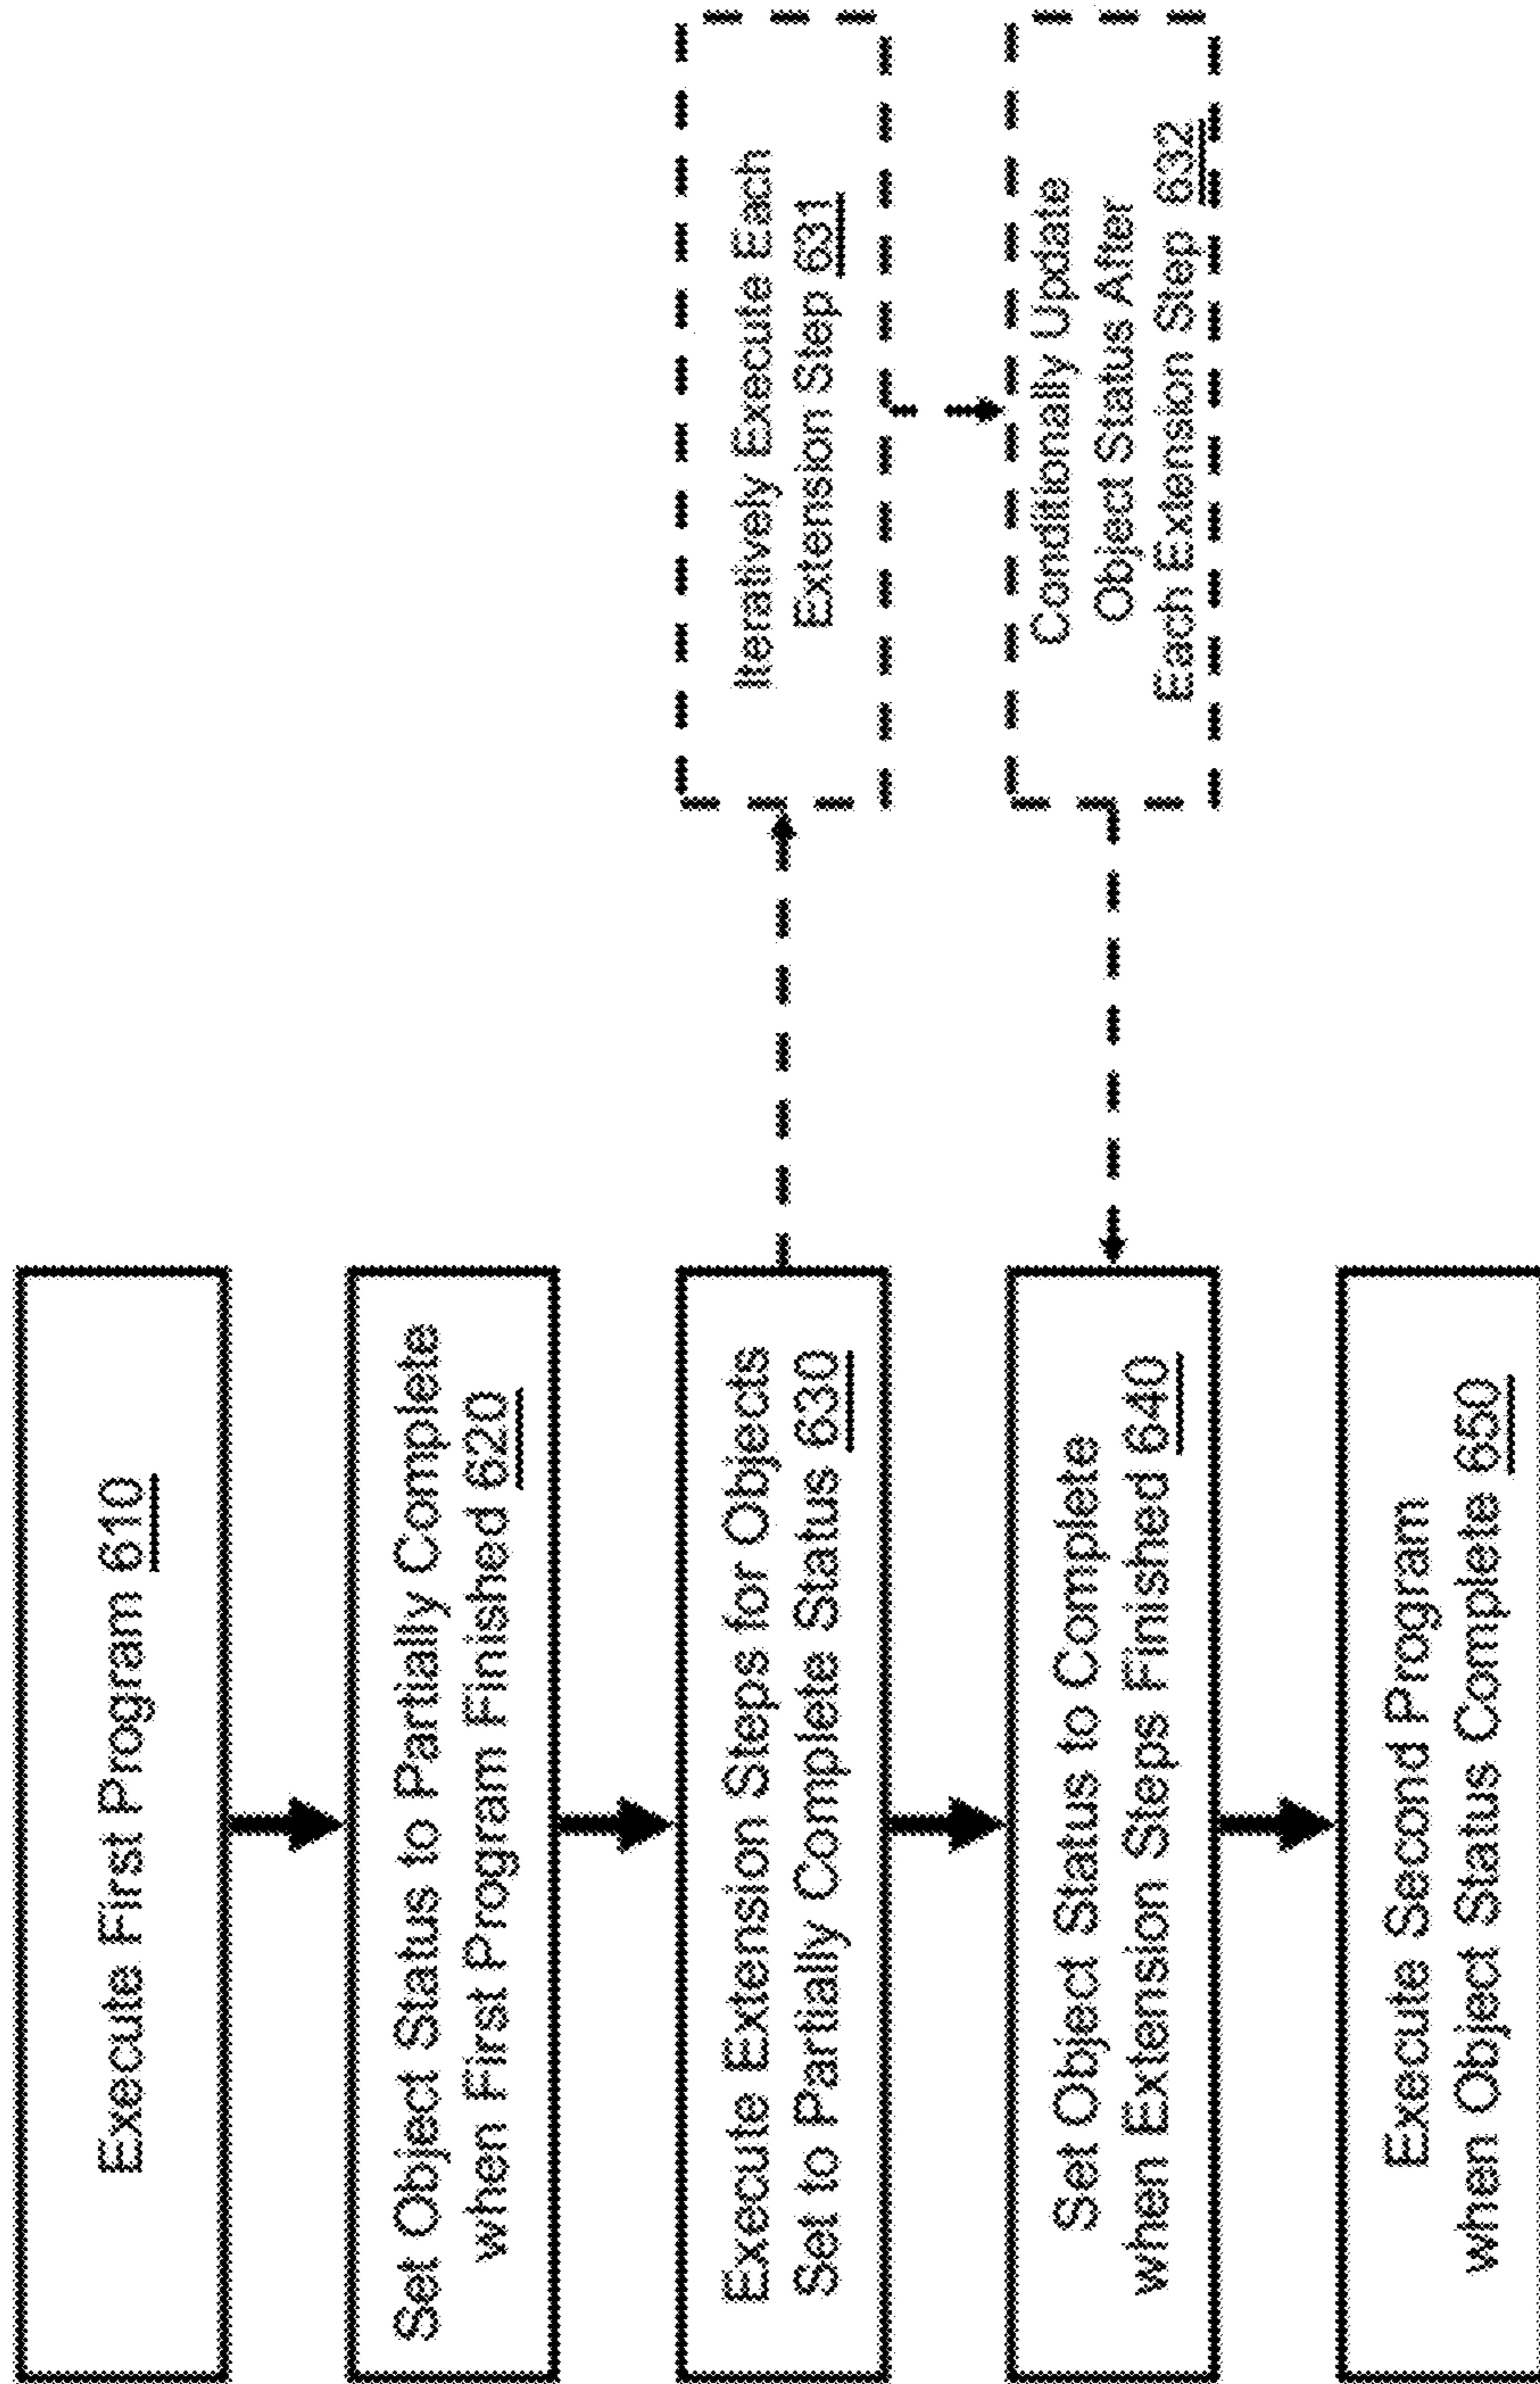 Execute First Program 610
Set Object Status to Partially Complete
when First Program Finished 620
Execute Extension Steps for Objects
Set to Partially Complete Status 630
Iteratively Execute Each
Extension Step 631
Conditionally Update
Object Status After
Each Extension Step 632
Set Object Status to Complete
when Extension Steps Finished 640
Execute Second Program
when Object Status Complete 650